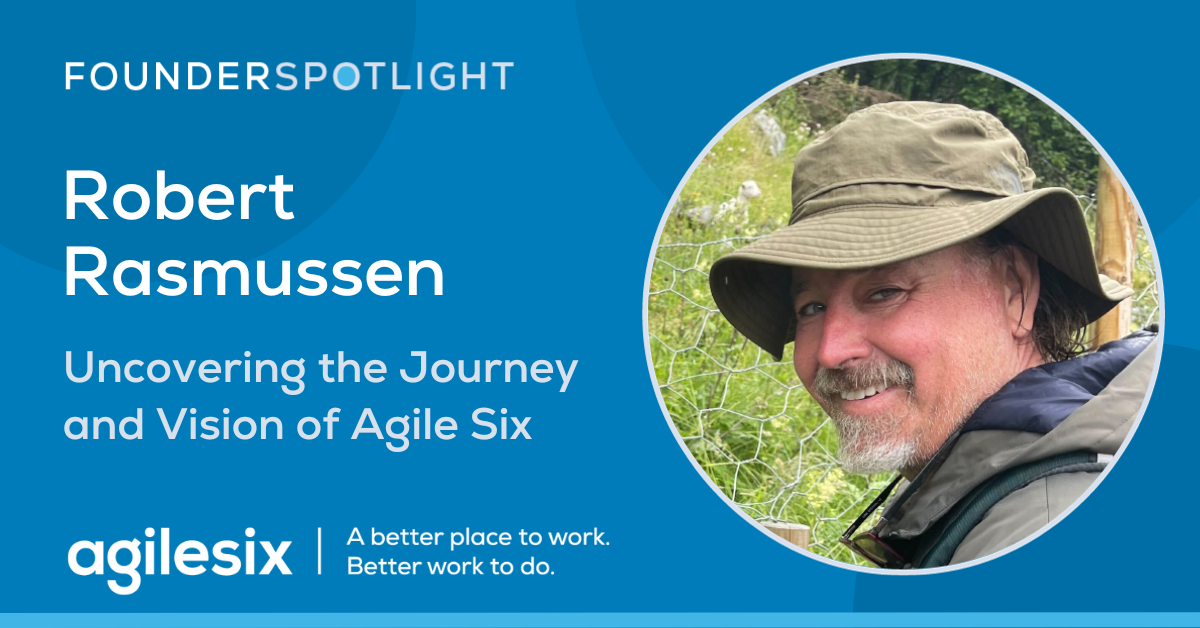 FOUNDERSPOTLIGHT
Robert
Rasmussen
Uncovering the Journey
and Vision of Agile Six
agilesix | A better place to work.
Better work to do.